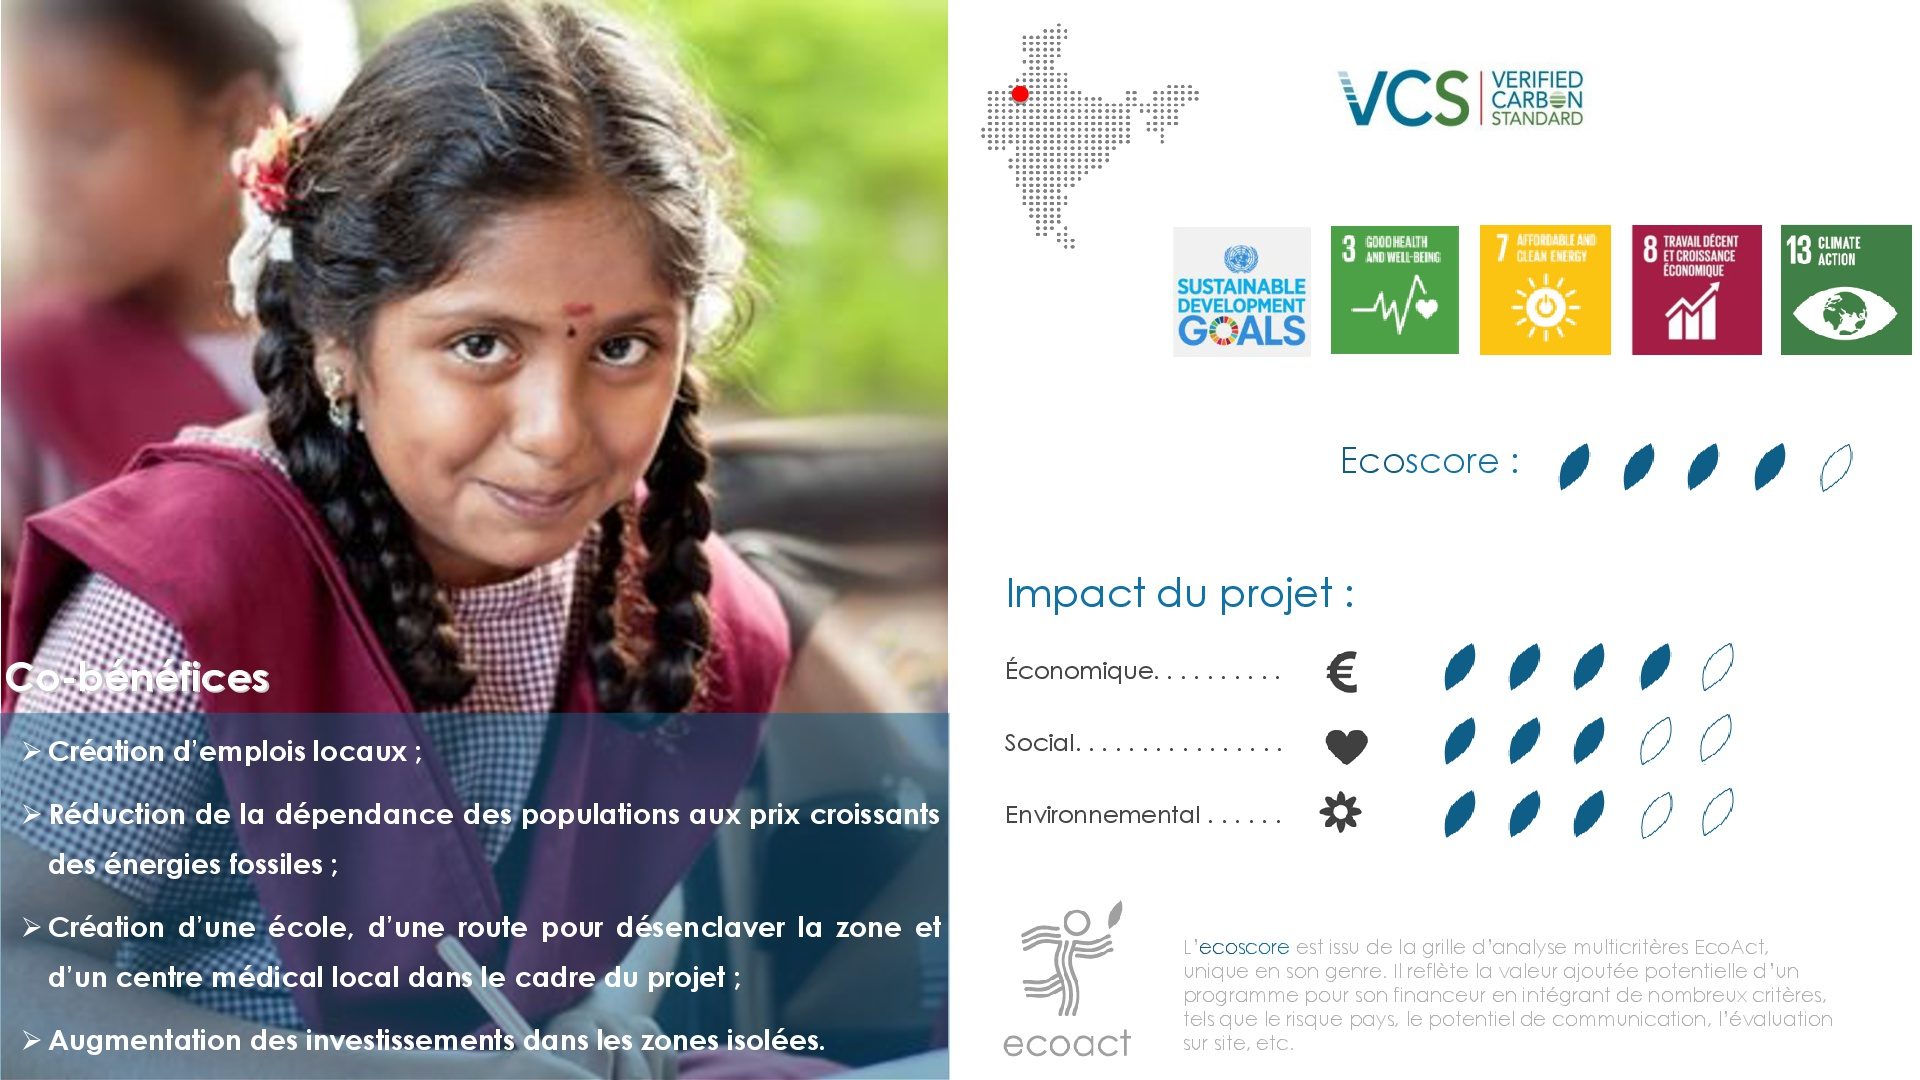 Co-bénéfices
Création d’emplois locaux ;
Réduction de la dépendance des populations aux prix croissants
des énergies fossiles ;
Création d’une école, d’une route pour désenclaver la zone et
d’un centre médical local dans le cadre du projet ;
Augmentation des investissements dans les zones isolées.
VCS VERIFIED
CARBON
STANDARD
SUSTAINABLE
DEVELOPMENT
GOALS
3 GOOD HEALTH
AND WELL-BEING
7 AFFORDABLE AND
CLEAN ENERGY
8 TRAVAIL DÉCENT
ET CROISSANCE
ÉCONOMIQUE
13 CLIMATE
ACTION
Ecoscore :
Impact du projet :
Économique. . . . . . . . . . €
Social. . . . . . . . . . . . . . . .
Environnemental . . . . . .
ecoact
L’ecoscore est issu de la grille d’analyse multicritères EcoAct,
unique en son genre. Il reflète la valeur ajoutée potentielle d’un
programme pour son financeur en intégrant de nombreux critères,
tels que le risque pays, le potentiel de communication, l’évaluation
sur site, etc.